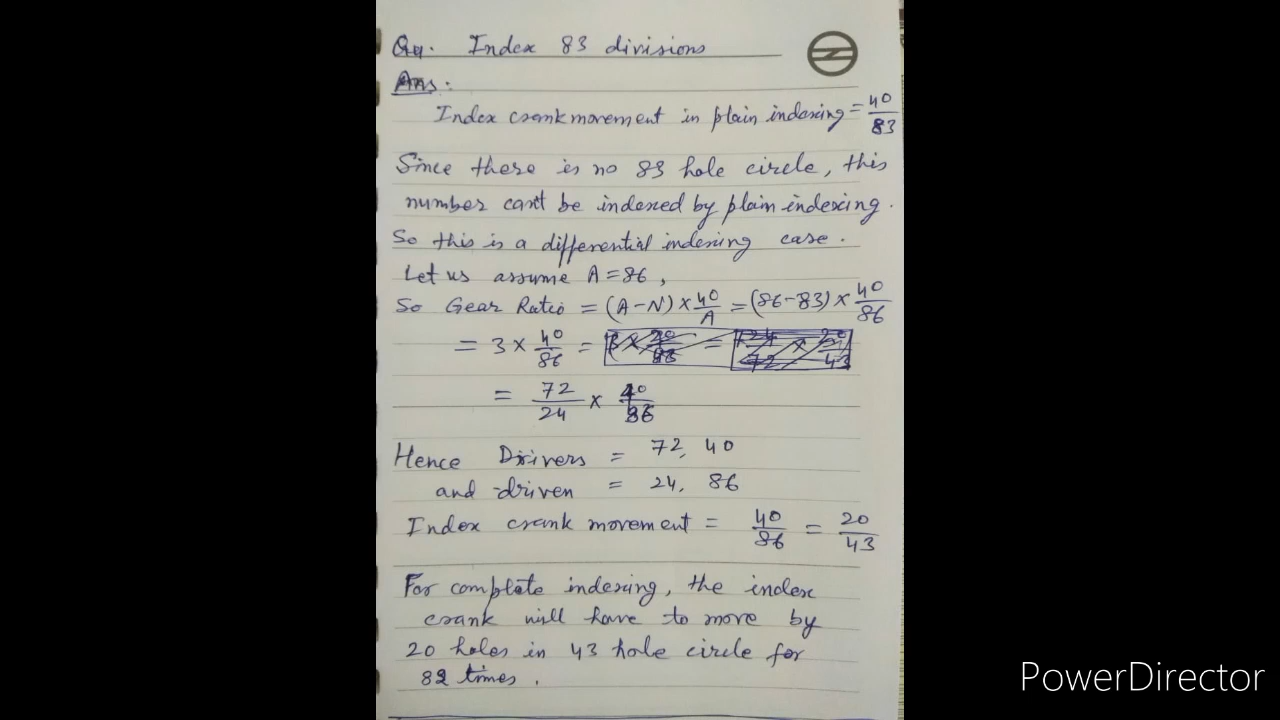 Qu. Index 83 divisions
Ans:
Index crank movement in plain indexing = 40/83
Since there is no 83 hole circle, this
number can't be indexed by plain indexing.
So this is a differential indexing case.
Let us assume A = 86,
So Gear Ratio = (A-N) × 40/A = (86-83) × 40/86
= 3 × 40/86 =
= 72/24 × 40/86
Hence Drivers = 72, 40
and driven = 24, 86
Index crank movement = 40/86 = 20/43
For complete indexing, the index
crank will have to move by
20 holes in 43 hole circle for
82 times.
PowerDirector